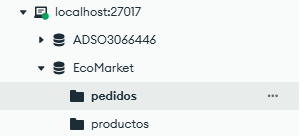 localhost:27017
ADSO3066446
EcoMarket
pedidos
productos